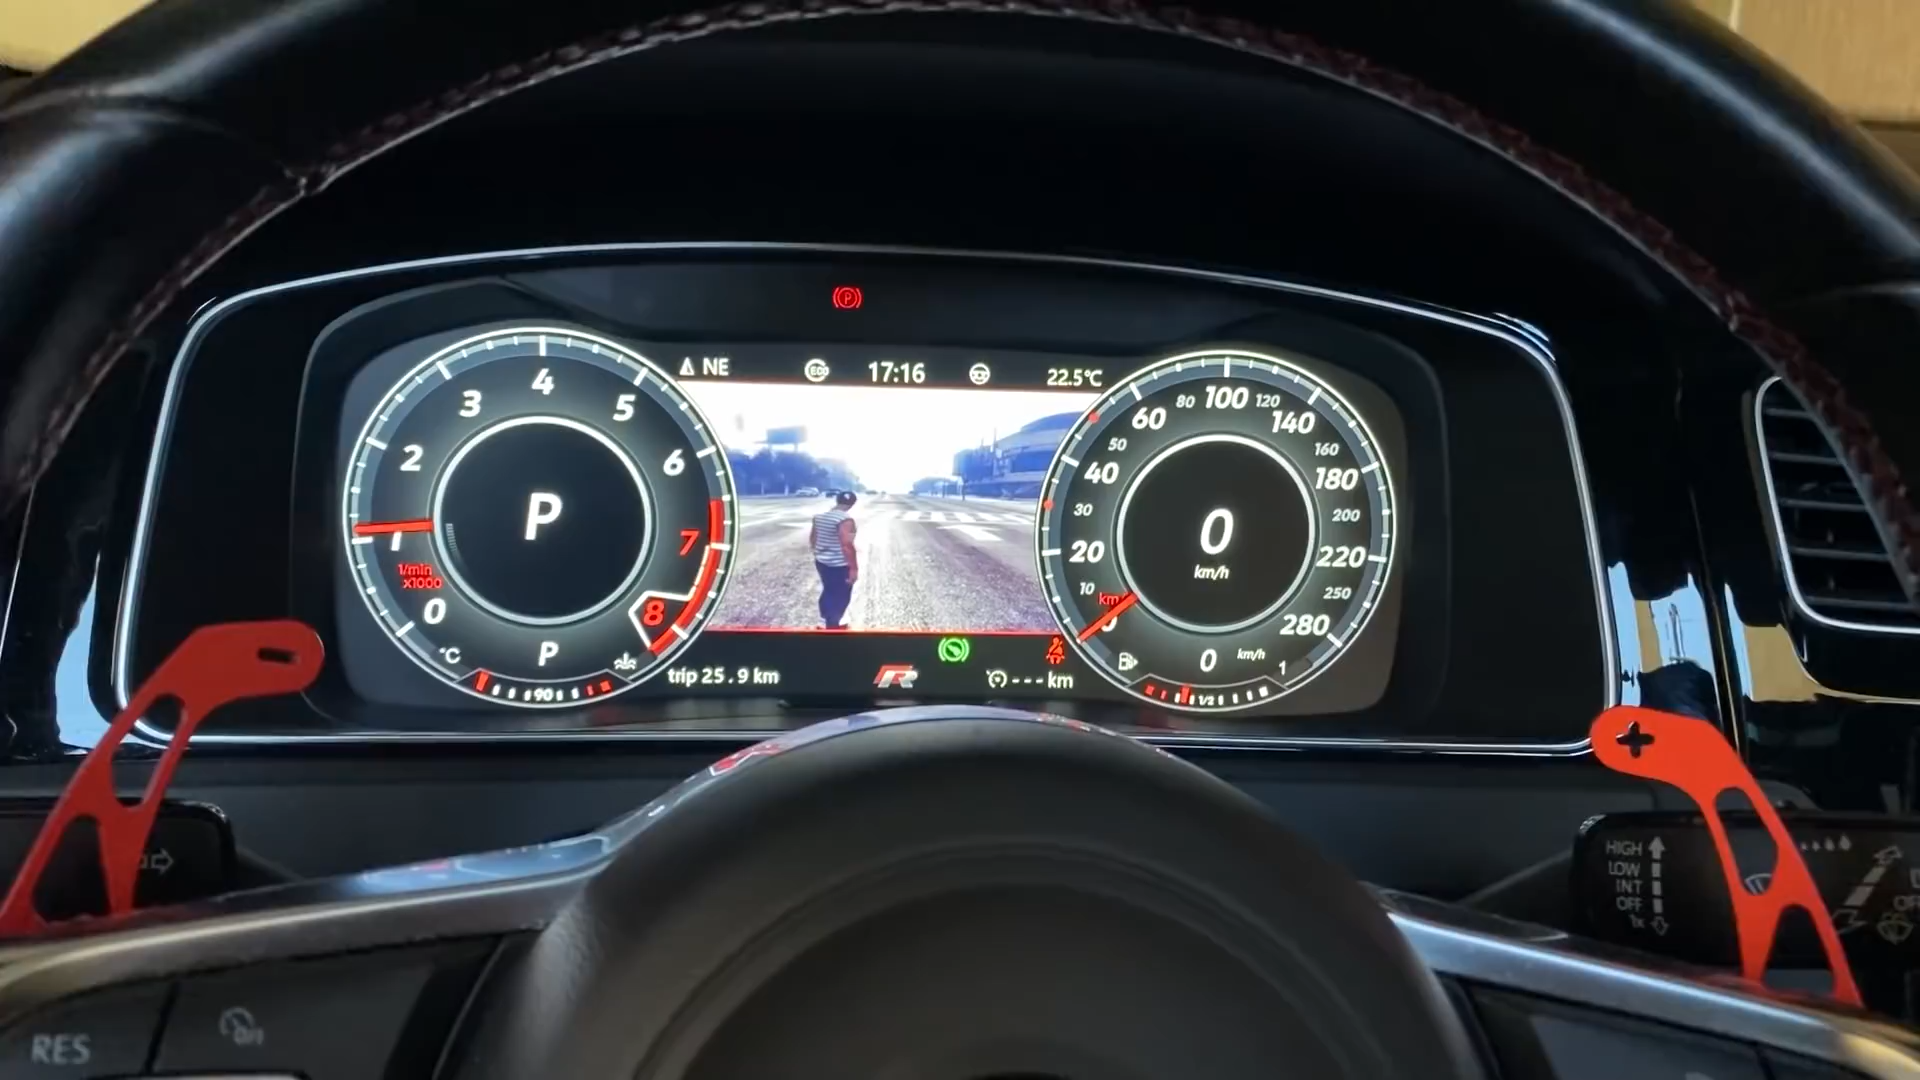 NE
ECO
17:16
22.5°C
P
0 1 2 3 4 5 6 7 8
1/min
x1000
P
°C
90
0
km/h
10 20 30 40 50 60 80 100 120 140 160 180 200 220 250 280
km/h
0 km/h
1/2 1
trip 25.9 km
R
--- km
P
-
+
HIGH
LOW
INT
OFF
1x
RES